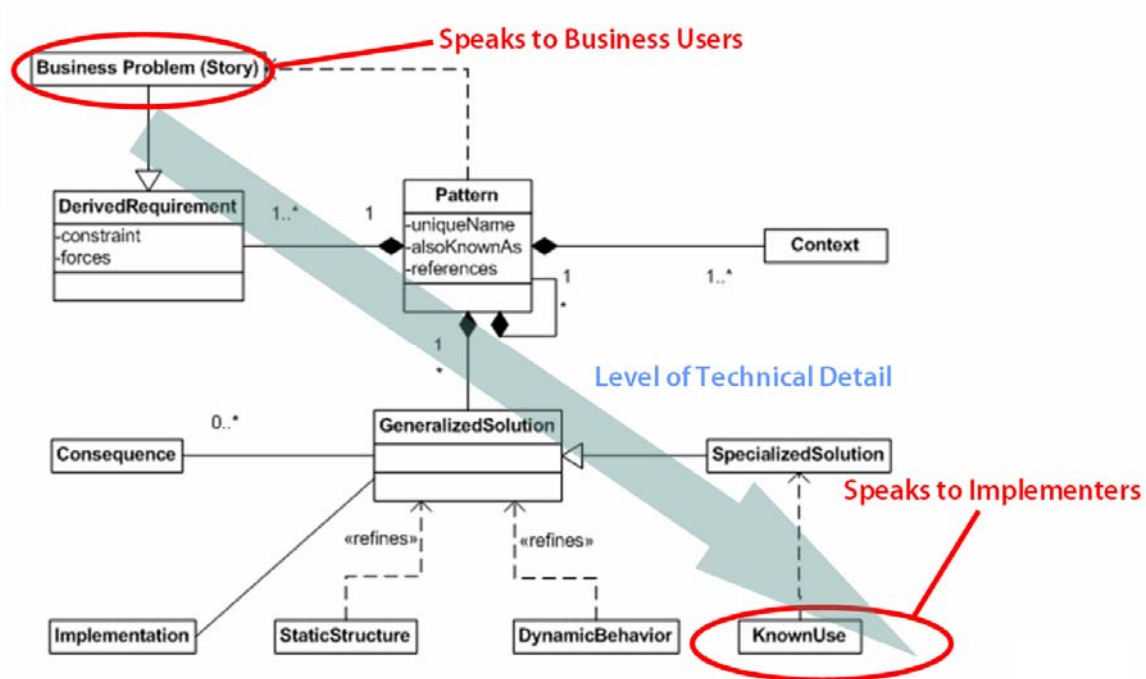 Speaks to Business Users
Business Problem (Story)
Pattern
-uniqueName
-alsoKnownAs
-references
DerivedRequirement
-constraint
-forces
1..*
1
Context
1..*
1
*
1
*
Level of Technical Detail
0..*
GeneralizedSolution
Consequence
SpecializedSolution
Speaks to Implementers
«refines»
«refines»
Implementation
StaticStructure
DynamicBehavior
KnownUse